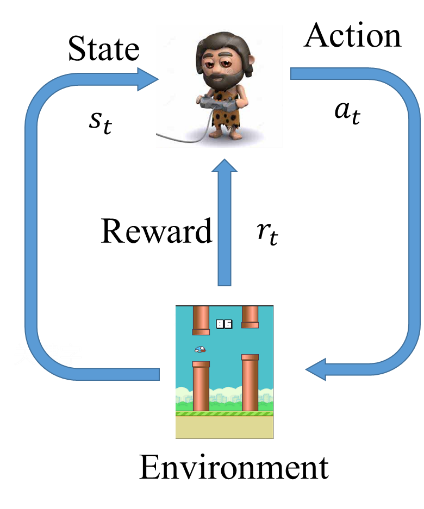 State
Action
s_t
a_t
Reward
r_t
Environment